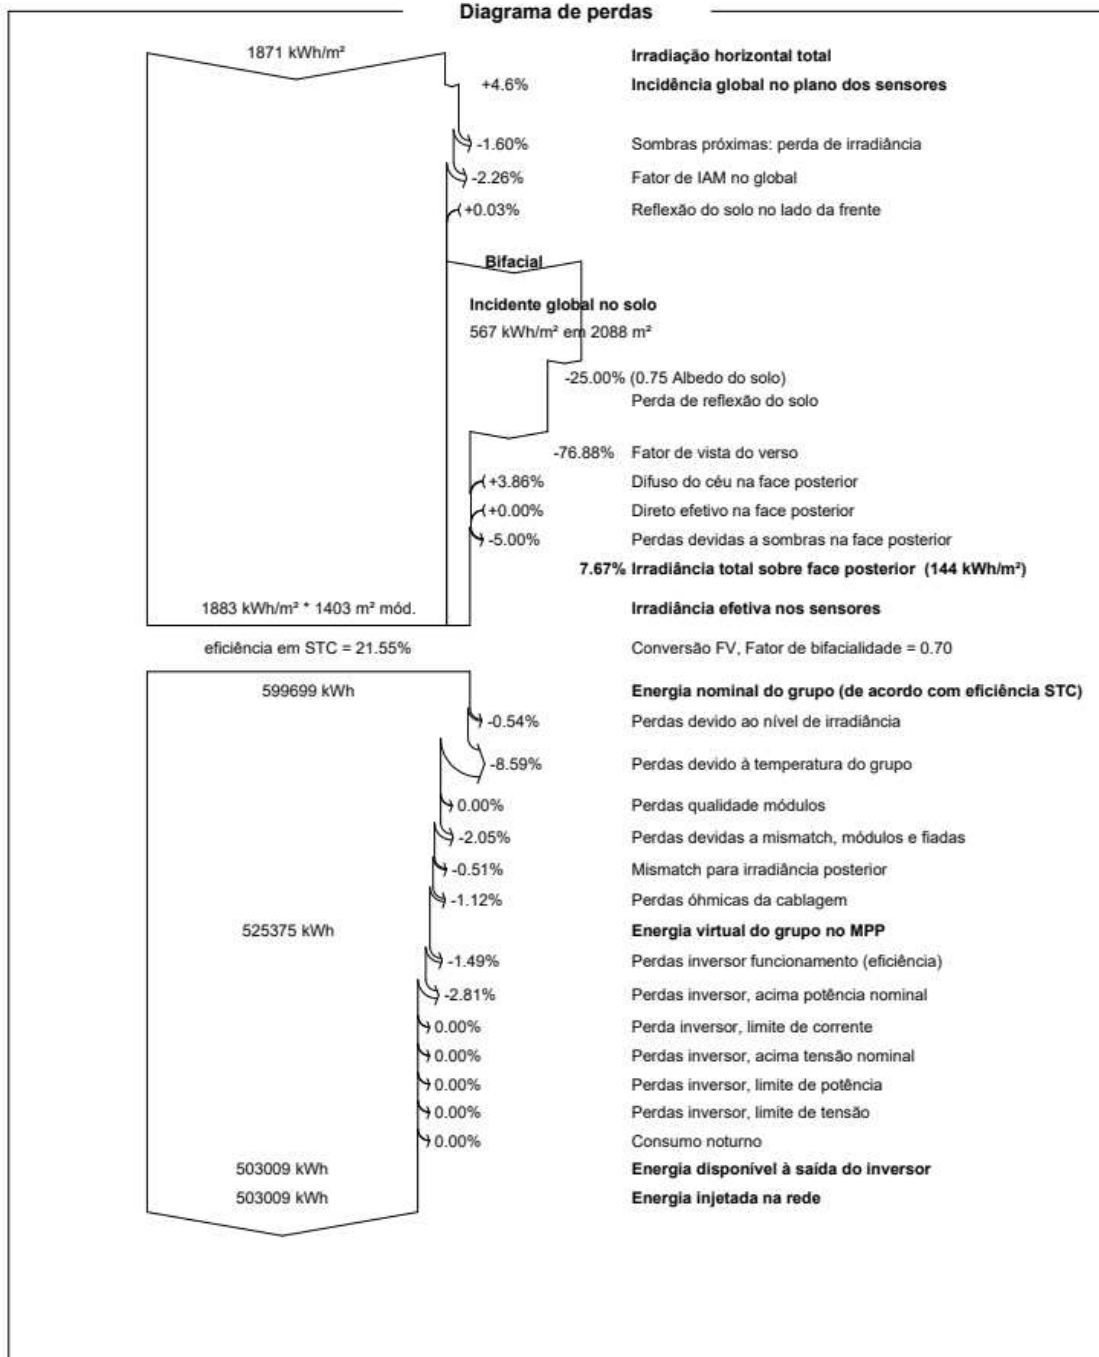 Diagrama de perdas
1871 kWh/m² Irradiação horizontal total
+4.6% Incidência global no plano dos sensores
-1.60% Sombras próximas: perda de irradiância
-2.26% Fator de IAM no global
+0.03% Reflexão do solo no lado da frente
Bifacial
Incidente global no solo
567 kWh/m² em 2088 m²
-25.00% (0.75 Albedo do solo)
Perda de reflexão do solo
-76.88% Fator de vista do verso
+3.86% Difuso do céu na face posterior
+0.00% Direto efetivo na face posterior
-5.00% Perdas devidas a sombras na face posterior
7.67% Irradiância total sobre face posterior (144 kWh/m²)
1883 kWh/m² * 1403 m² mód. Irradiância efetiva nos sensores
eficiência em STC = 21.55% Conversão FV, Fator de bifacialidade = 0.70
599699 kWh Energia nominal do grupo (de acordo com eficiência STC)
-0.54% Perdas devido ao nível de irradiância
-8.59% Perdas devido à temperatura do grupo
0.00% Perdas qualidade módulos
-2.05% Perdas devidas a mismatch, módulos e fiadas
-0.51% Mismatch para irradiância posterior
-1.12% Perdas óhmicas da cablagem
525375 kWh Energia virtual do grupo no MPP
-1.49% Perdas inversor funcionamento (eficiência)
-2.81% Perdas inversor, acima potência nominal
0.00% Perda inversor, limite de corrente
0.00% Perdas inversor, acima tensão nominal
0.00% Perdas inversor, limite de potência
0.00% Perdas inversor, limite de tensão
0.00% Consumo noturno
503009 kWh Energia disponível à saída do inversor
503009 kWh Energia injetada na rede